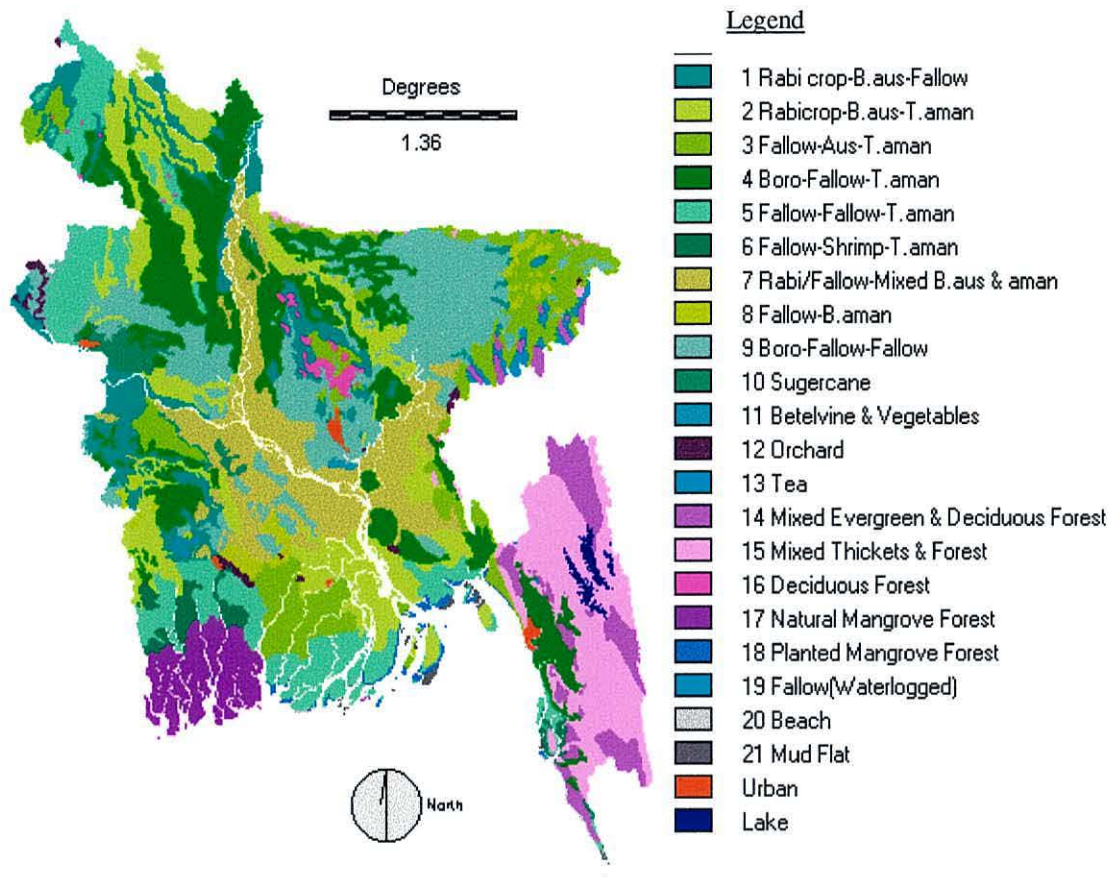 Legend
Degrees
1.36
1 Rabi crop-B.aus-Fallow
2 Rabicrop-B.aus-T.aman
3 Fallow-Aus-T.aman
4 Boro-Fallow-T.aman
5 Fallow-Fallow-T.aman
6 Fallow-Shrimp-T.aman
7 Rabi/Fallow-Mixed B.aus & aman
8 Fallow-B.aman
9 Boro-Fallow-Fallow
10 Sugercane
11 Betelvine & Vegetables
12 Orchard
13 Tea
14 Mixed Evergreen & Deciduous Forest
15 Mixed Thickets & Forest
16 Deciduous Forest
17 Natural Mangrove Forest
18 Planted Mangrove Forest
19 Fallow(Waterlogged)
20 Beach
21 Mud Flat
Urban
Lake
North